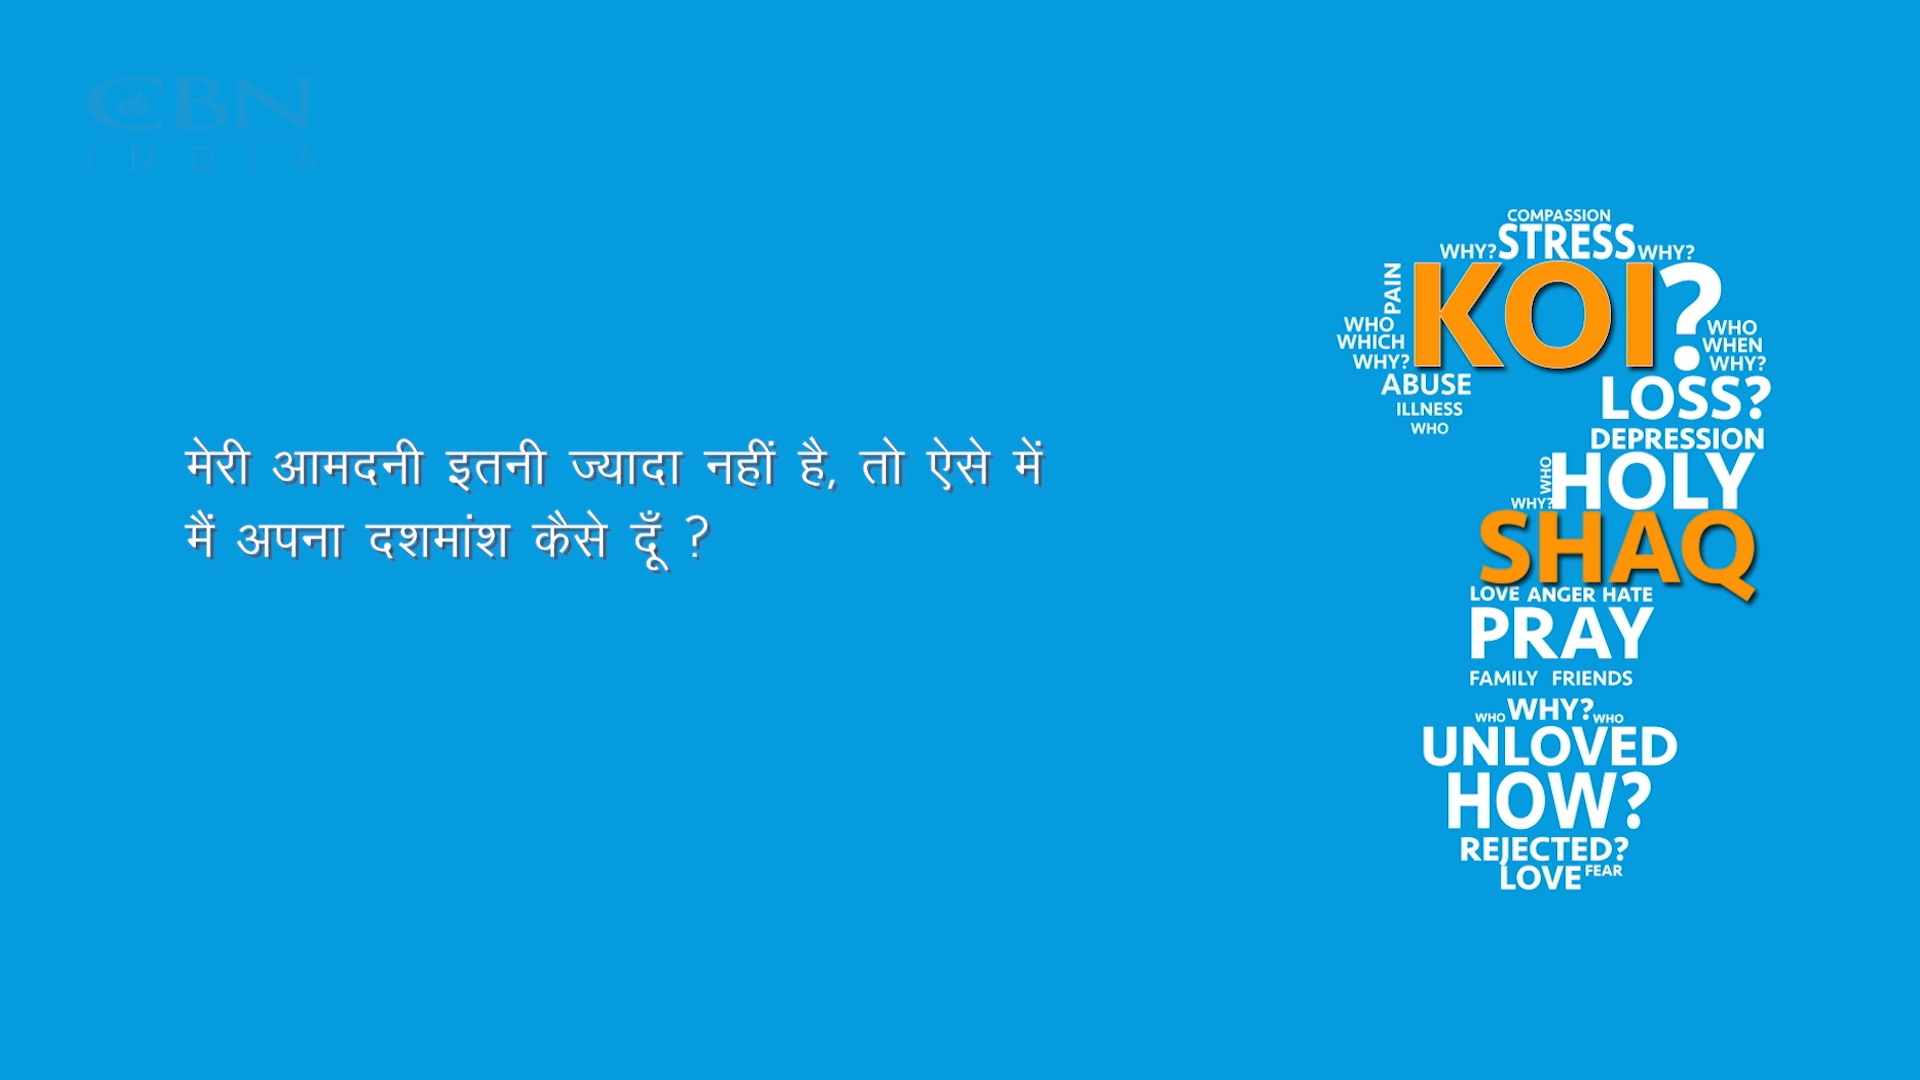 CBN
INDIA
मेरी आमदनी इतनी ज्यादा नहीं है, तो ऐसे में
मैं अपना दशमांश कैसे दूँ ?
COMPASSION
WHY? STRESS WHY?
PAIN
KOI?
WHO
WHICH
WHY?
WHO
WHEN
WHY?
ABUSE
ILLNESS
WHO
LOSS?
DEPRESSION
WHO
HOLY
WHY?
SHAQ
LOVE ANGER HATE
PRAY
FAMILY FRIENDS
WHO WHY? WHO
UNLOVED
HOW?
REJECTED?
LOVE FEAR